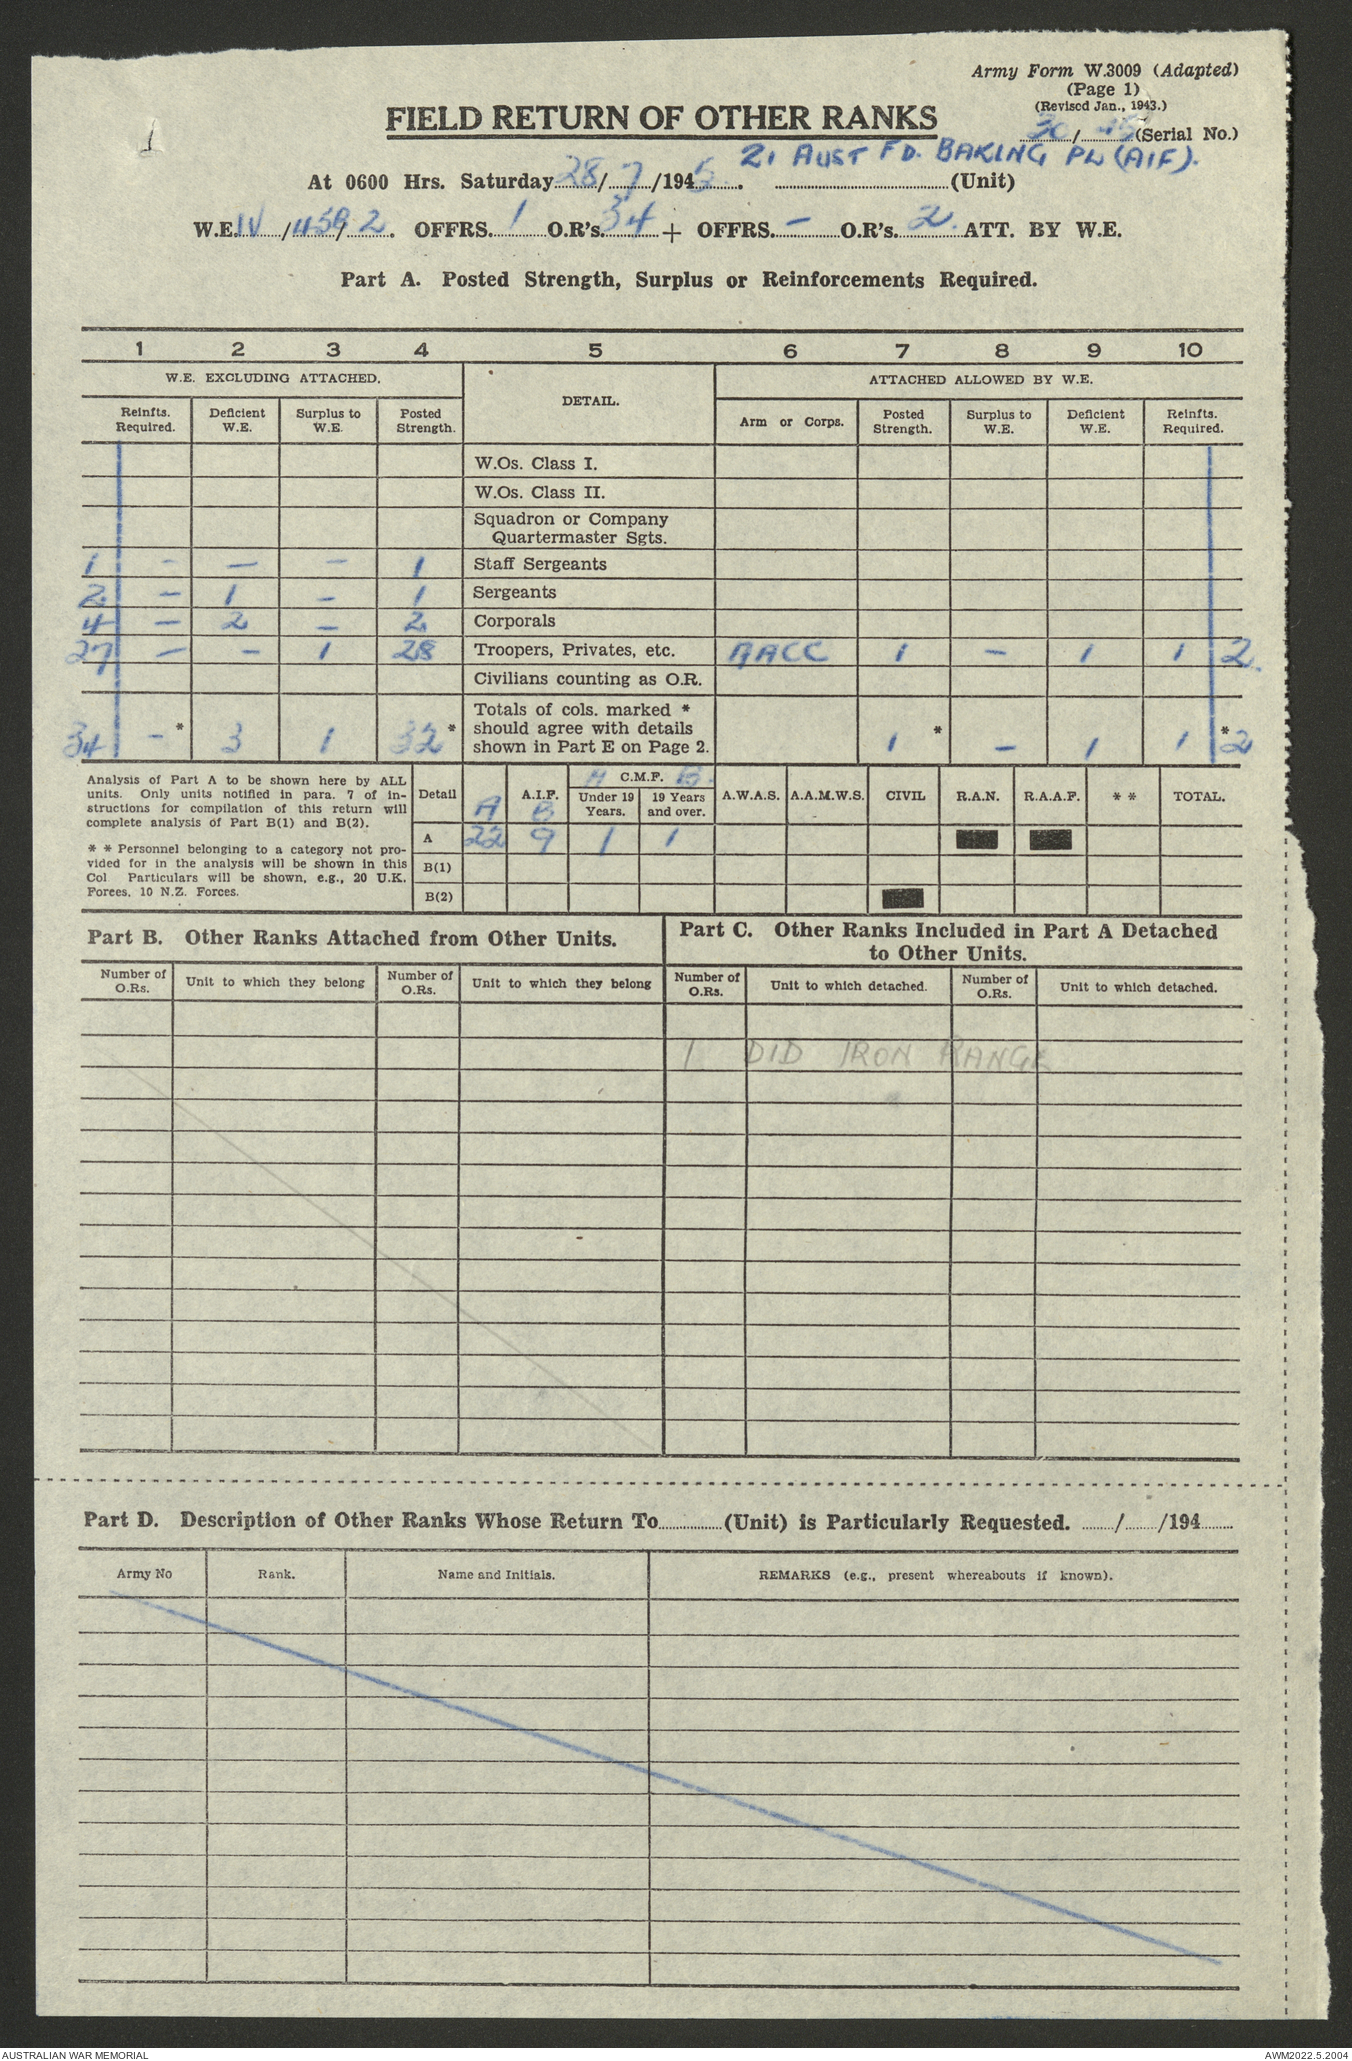 Army Form W.3009 (Adapted)
(Page 1)
(Revised Jan., 1943.)
1
FIELD RETURN OF OTHER RANKS
30/45 (Serial No.)
21 AUST FD. BAKING PL (AIF).
At 0600 Hrs. Saturday 28/7/1945. (Unit)
W.E. IV/459/2. OFFRS. 1 O.R's. 34 + OFFRS. – O.R's. 2. ATT. BY W.E.
Part A. Posted Strength, Surplus or Reinforcements Required.
1 2 3 4 5 6 7 8 9 10
W.E. EXCLUDING ATTACHED. DETAIL. ATTACHED ALLOWED BY W.E.
Reinfts. Required. Deficient W.E. Surplus to W.E. Posted Strength. Arm or Corps. Posted Strength. Surplus to W.E. Deficient W.E. Reinfts. Required.
W.Os. Class I.
W.Os. Class II.
Squadron or Company
Quartermaster Sgts.
1 – – – 1 Staff Sergeants
2 – 1 – 1 Sergeants
4 – 2 – 2 Corporals
27 – – 1 28 Troopers, Privates, etc. AACC 1 – 1 1 2.
Civilians counting as O.R.
Totals of cols. marked *
should agree with details
shown in Part E on Page 2.
34 – * 3 1 32 * 1 * – 1 1 * 2
Analysis of Part A to be shown here by ALL
units. Only units notified in para. 7 of in-
structions for compilation of this return will
complete analysis of Part B(1) and B(2).
* * Personnel belonging to a category not pro-
vided for in the analysis will be shown in this
Col Particulars will be shown, e.g., 20 U.K.
Forces, 10 N.Z. Forces.
Detail A A.I.F. B A C.M.F. B. A.W.A.S. A.A.M.W.S. CIVIL R.A.N. R.A.A.F. * * TOTAL.
Under 19 Years. 19 Years and over.
A 22 9 1 1
B(1)
B(2)
Part B. Other Ranks Attached from Other Units.
Part C. Other Ranks Included in Part A Detached
to Other Units.
Number of O.Rs. Unit to which they belong Number of O.Rs. Unit to which they belong Number of O.Rs. Unit to which detached. Number of O.Rs. Unit to which detached.
1 DID IRON RANGE
Part D. Description of Other Ranks Whose Return To (Unit) is Particularly Requested. / /194
Army No Rank. Name and Initials. REMARKS (e.g., present whereabouts if known).
AUSTRALIAN WAR MEMORIAL
AWM2022.5.2004